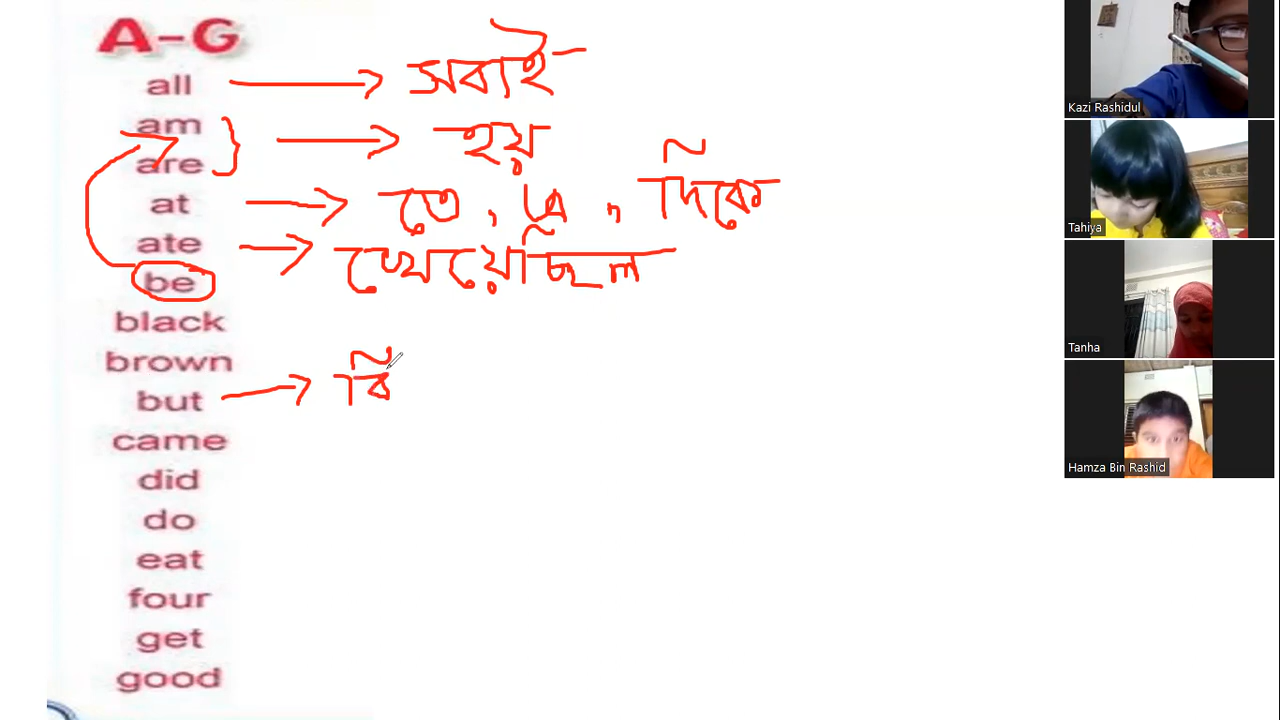 A-G
all → সবাই
am
are } → হয়
at → তে, এ, দিকে
ate → খেয়েছিল
be
black
brown
but → বি
came
did
do
eat
four
get
good
Kazi Rashidul
Tahiya
Tanha
Hamza Bin Rashid